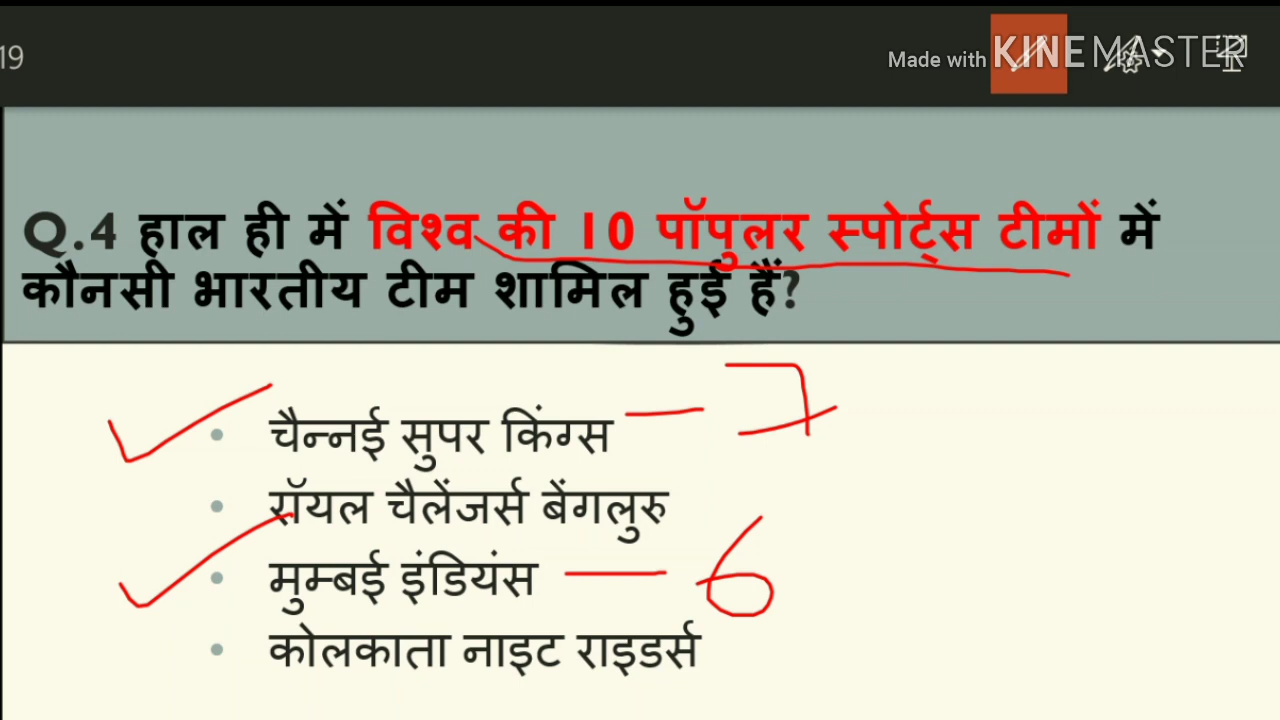 19
Made with KINEMASTER
Q.4 हाल ही में विश्व की 10 पॉपुलर स्पोर्ट्स टीमों में
कौनसी भारतीय टीम शामिल हुई हैं?
चैन्नई सुपर किंग्स — 7
रॉयल चैलेंजर्स बेंगलुरु
मुम्बई इंडियंस — 6
कोलकाता नाइट राइडर्स